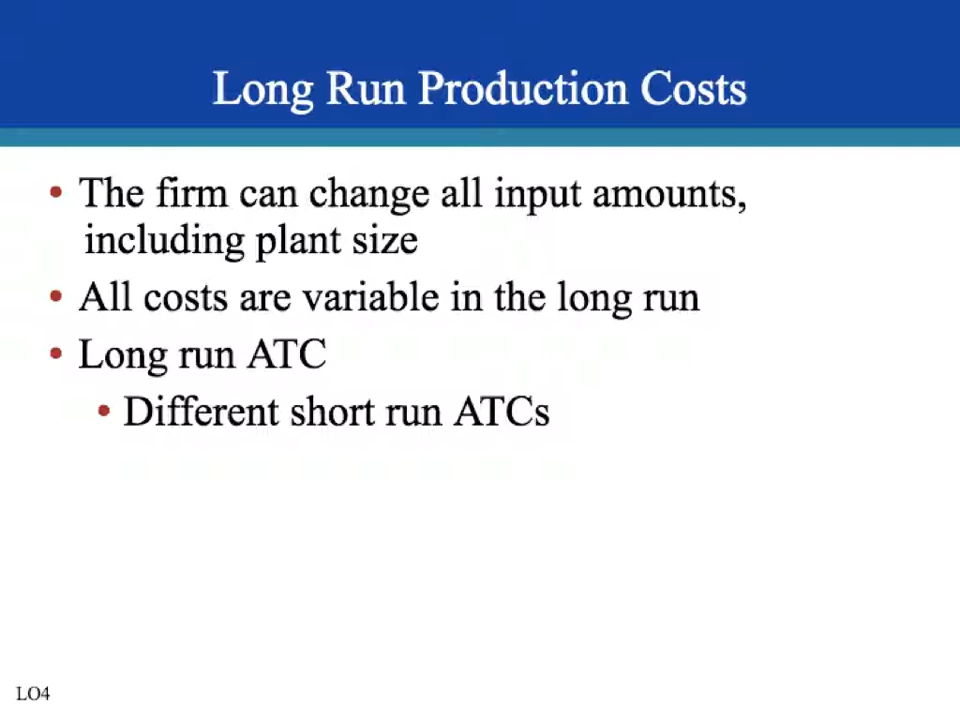 Long Run Production Costs
• The firm can change all input amounts,
including plant size
• All costs are variable in the long run
• Long run ATC
• Different short run ATCs
LO4